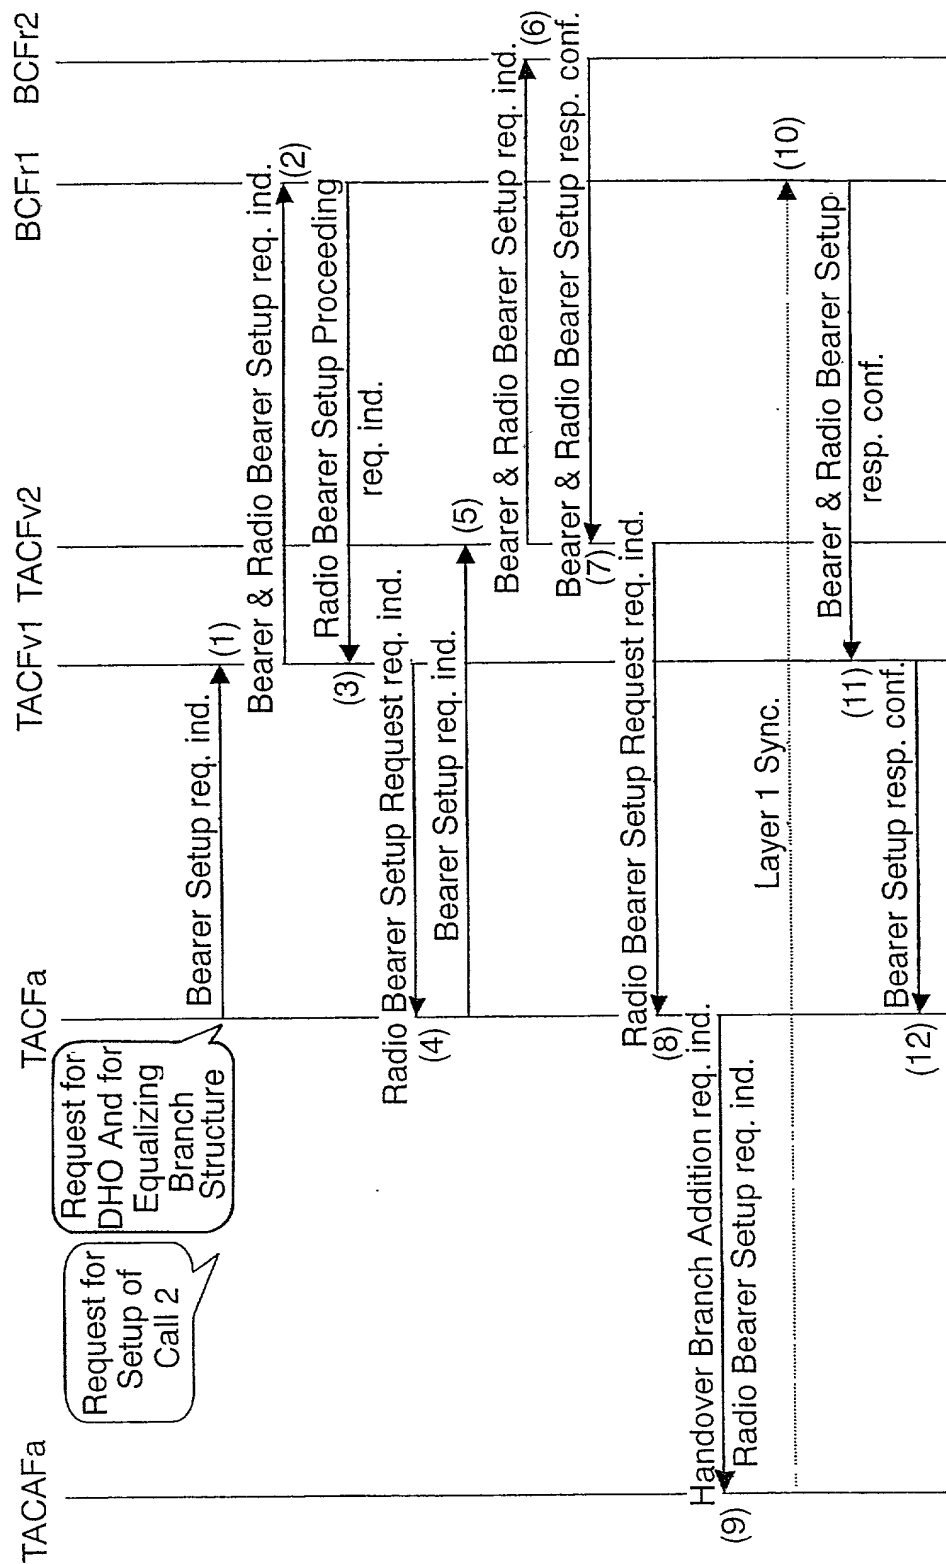 TACAFa
TACFa
TACFv1
TACFv2
BCFr1
BCFr2
Request for
Setup of
Call 2
Request for
DHO And for
Equalizing
Branch
Structure
Bearer Setup req. ind.
(1)
Bearer & Radio Bearer Setup req. ind.
(2)
Radio Bearer Setup Proceeding
req. ind.
(3)
Radio Bearer Setup Request req. ind.
(4)
Bearer Setup req. ind.
(5)
Bearer & Radio Bearer Setup req. ind.
(6)
Bearer & Radio Bearer Setup resp. conf.
(7)
Radio Bearer Setup Request req. ind.
(8)
Handover Branch Addition req. ind.
Radio Bearer Setup req. ind.
(9)
Layer 1 Sync.
(10)
Bearer & Radio Bearer Setup
resp. conf.
(11)
Bearer Setup resp. conf.
(12)